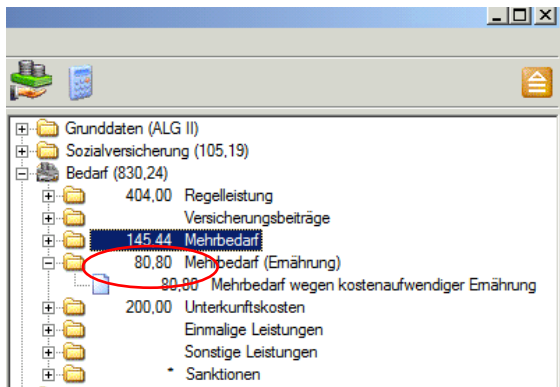 Grunddaten (ALG II)
Sozialversicherung (105,19)
Bedarf (830,24)
404,00 Regelleistung
Versicherungsbeiträge
145,44 Mehrbedarf
80,80 Mehrbedarf (Ernährung)
80,80 Mehrbedarf wegen kostenaufwendiger Ernährung
200,00 Unterkunftskosten
Einmalige Leistungen
Sonstige Leistungen
* Sanktionen